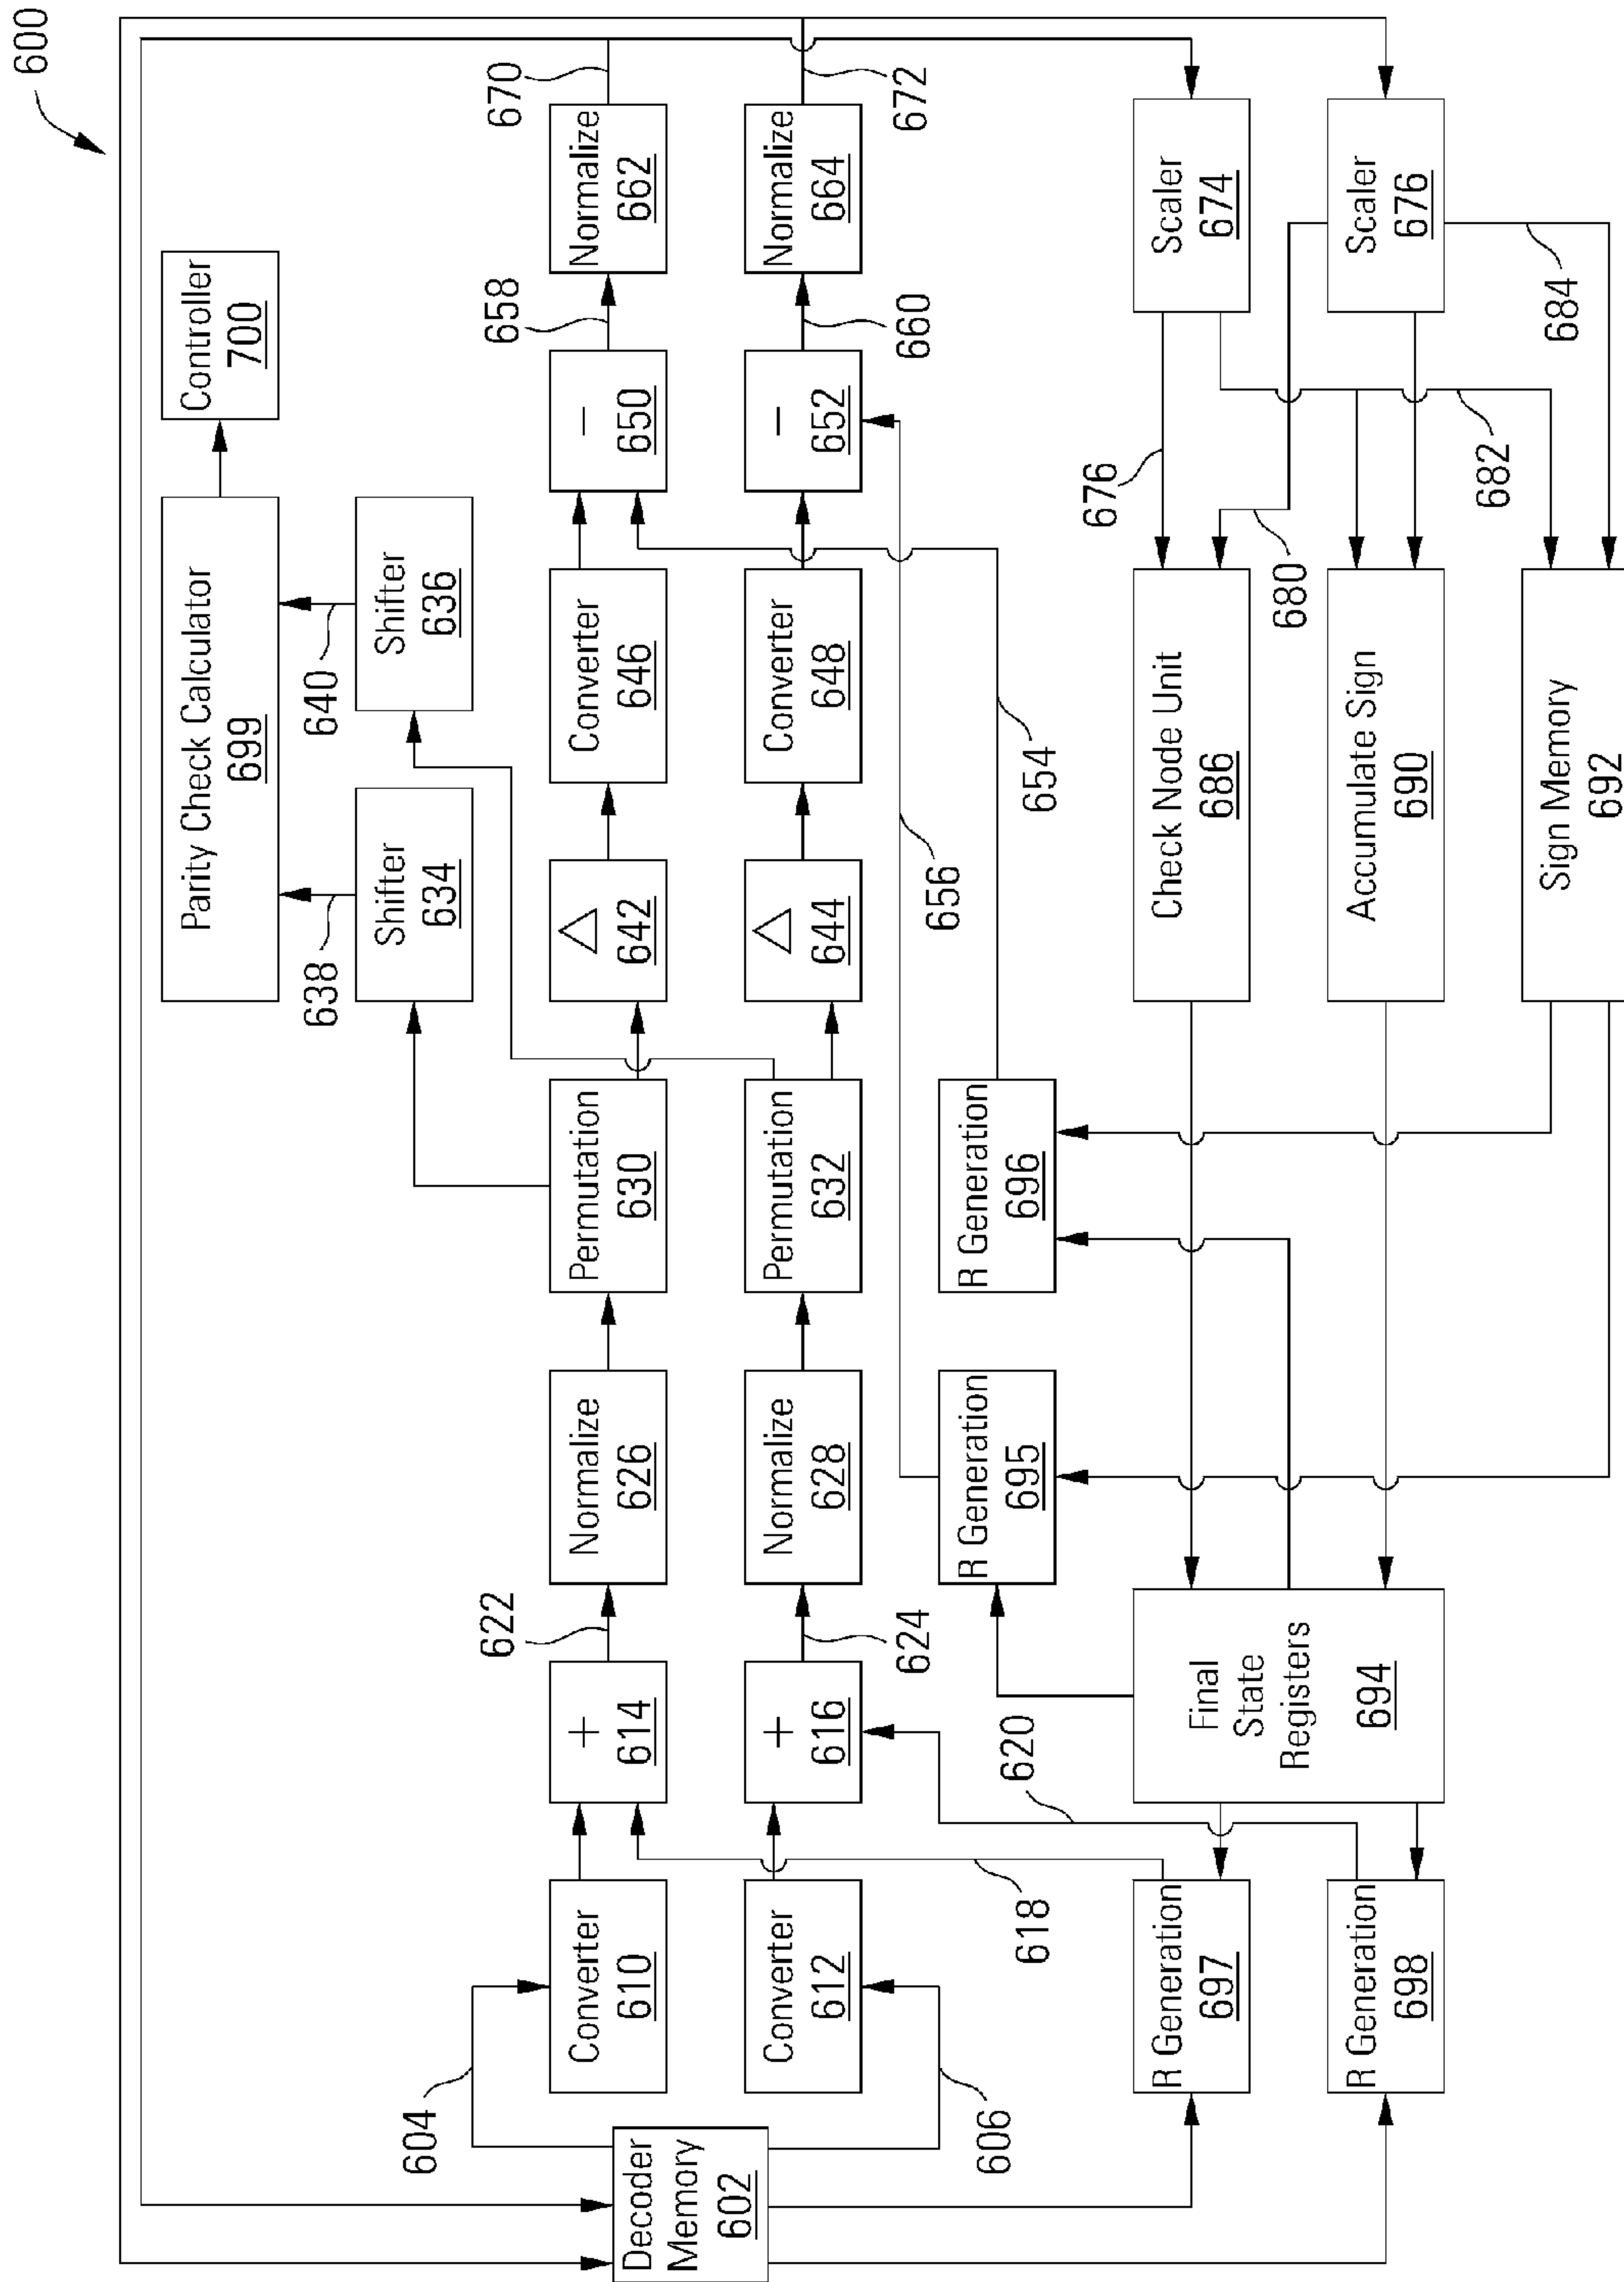 600
Decoder
Memory
602
604
606
Converter
610
Converter
612
+
614
+
616
618
620
622
624
Normalize
626
Normalize
628
Permutation
630
Permutation
632
Shifter
634
Shifter
636
638
640
Parity Check Calculator
699
Controller
700
△
642
△
644
Converter
646
Converter
648
−
650
−
652
654
656
658
660
Normalize
662
Normalize
664
670
672
Scaler
674
Scaler
676
676
680
682
684
Check Node Unit
686
Accumulate Sign
690
Sign Memory
692
Final
State
Registers
694
R Generation
695
R Generation
696
R Generation
697
R Generation
698